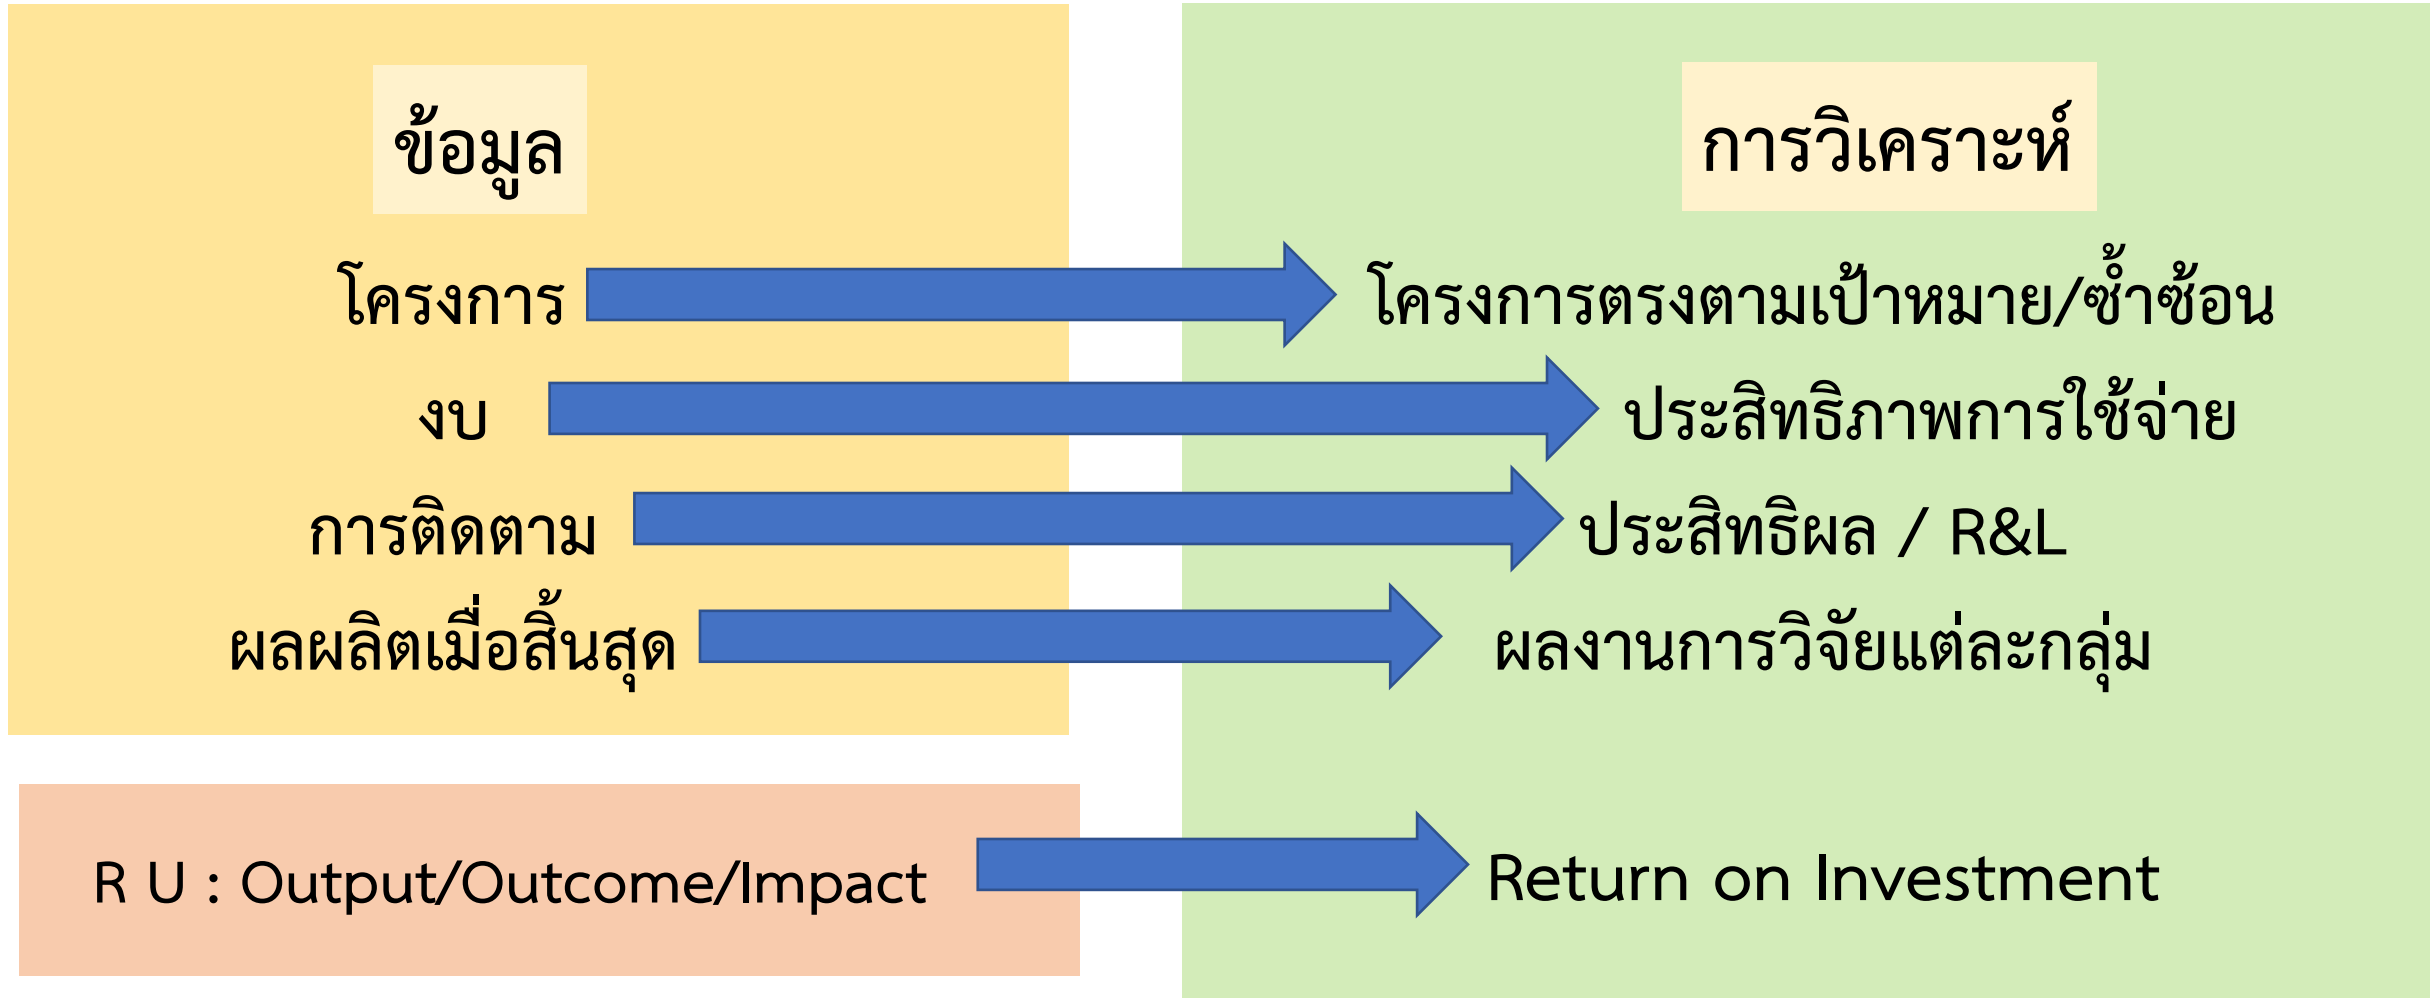 ข้อมูล
การวิเคราะห์
โครงการ
โครงการตรงตามเป้าหมาย/ซ้ำซ้อน
งบ
ประสิทธิภาพการใช้จ่าย
การติดตาม
ประสิทธิผล / R&L
ผลผลิตเมื่อสิ้นสุด
ผลงานการวิจัยแต่ละกลุ่ม
R U : Output/Outcome/Impact
Return on Investment